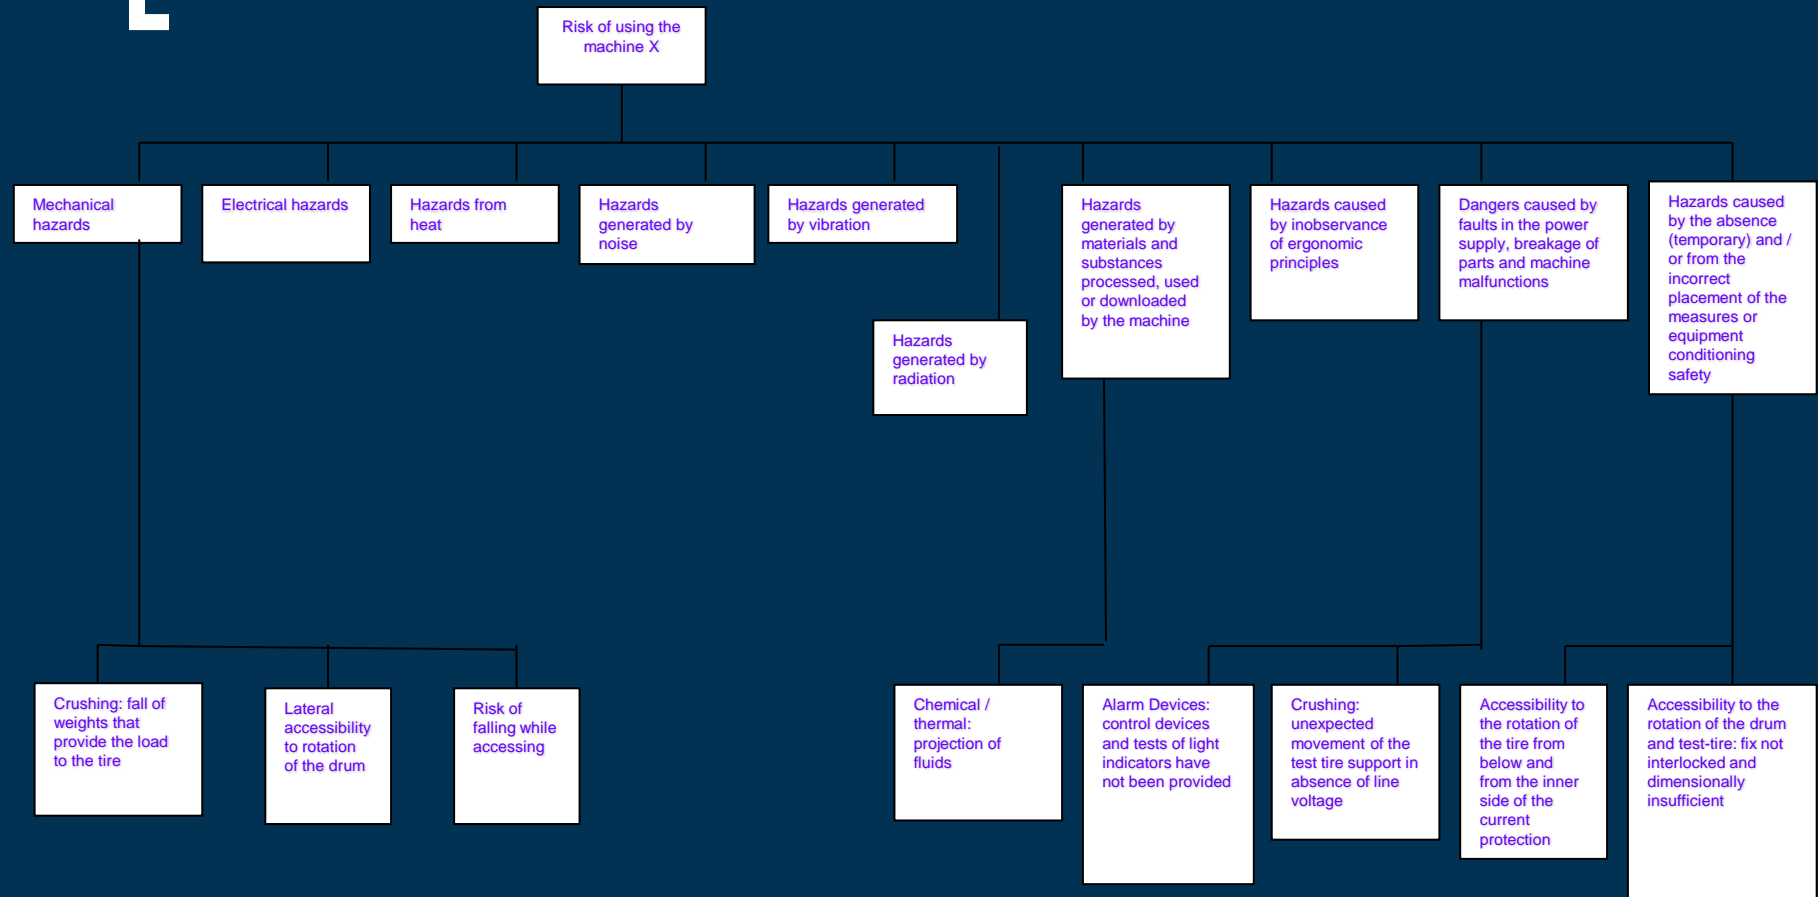 Risk of using the
machine X
Mechanical
hazards
Electrical hazards
Hazards from
heat
Hazards
generated by
noise
Hazards generated
by vibration
Hazards
generated by
radiation
Hazards
generated by
materials and
substances
processed, used
or downloaded
by the machine
Hazards caused
by inobservance
of ergonomic
principles
Dangers caused by
faults in the power
supply, breakage of
parts and machine
malfunctions
Hazards caused
by the absence
(temporary) and /
or from the
incorrect
placement of the
measures or
equipment
conditioning
safety
Crushing: fall of
weights that
provide the load
to the tire
Lateral
accessibility
to rotation
of the drum
Risk of
falling while
accessing
Chemical /
thermal:
projection of
fluids
Alarm Devices:
control devices
and tests of light
indicators have
not been provided
Crushing:
unexpected
movement of the
test tire support in
absence of line
voltage
Accessibility to
the rotation of
the tire from
below and
from the inner
side of the
current
protection
Accessibility to the
rotation of the drum
and test-tire: fix not
interlocked and
dimensionally
insufficient